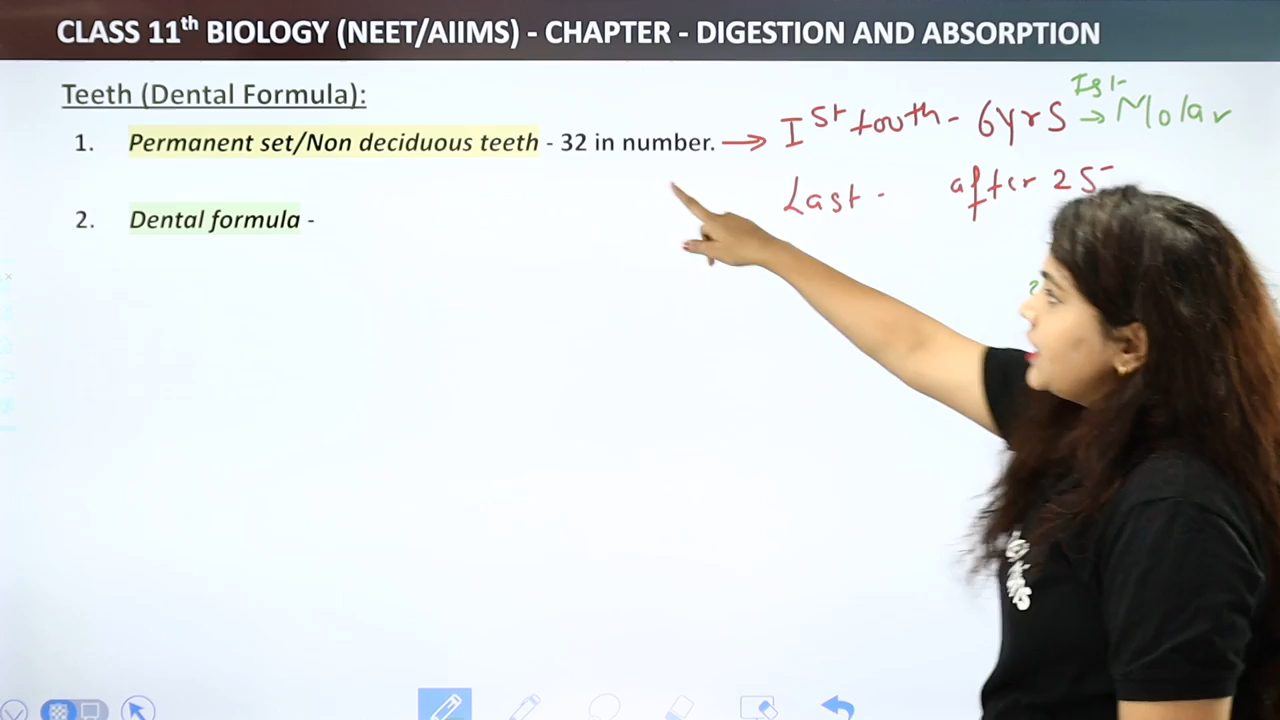 CLASS 11th BIOLOGY (NEET/AIIMS) - CHAPTER - DIGESTION AND ABSORPTION
Teeth (Dental Formula):
1. Permanent set/Non deciduous teeth - 32 in number. → Ist tooth - 6yrs → Ist Molar
Last - after 25
2. Dental formula -